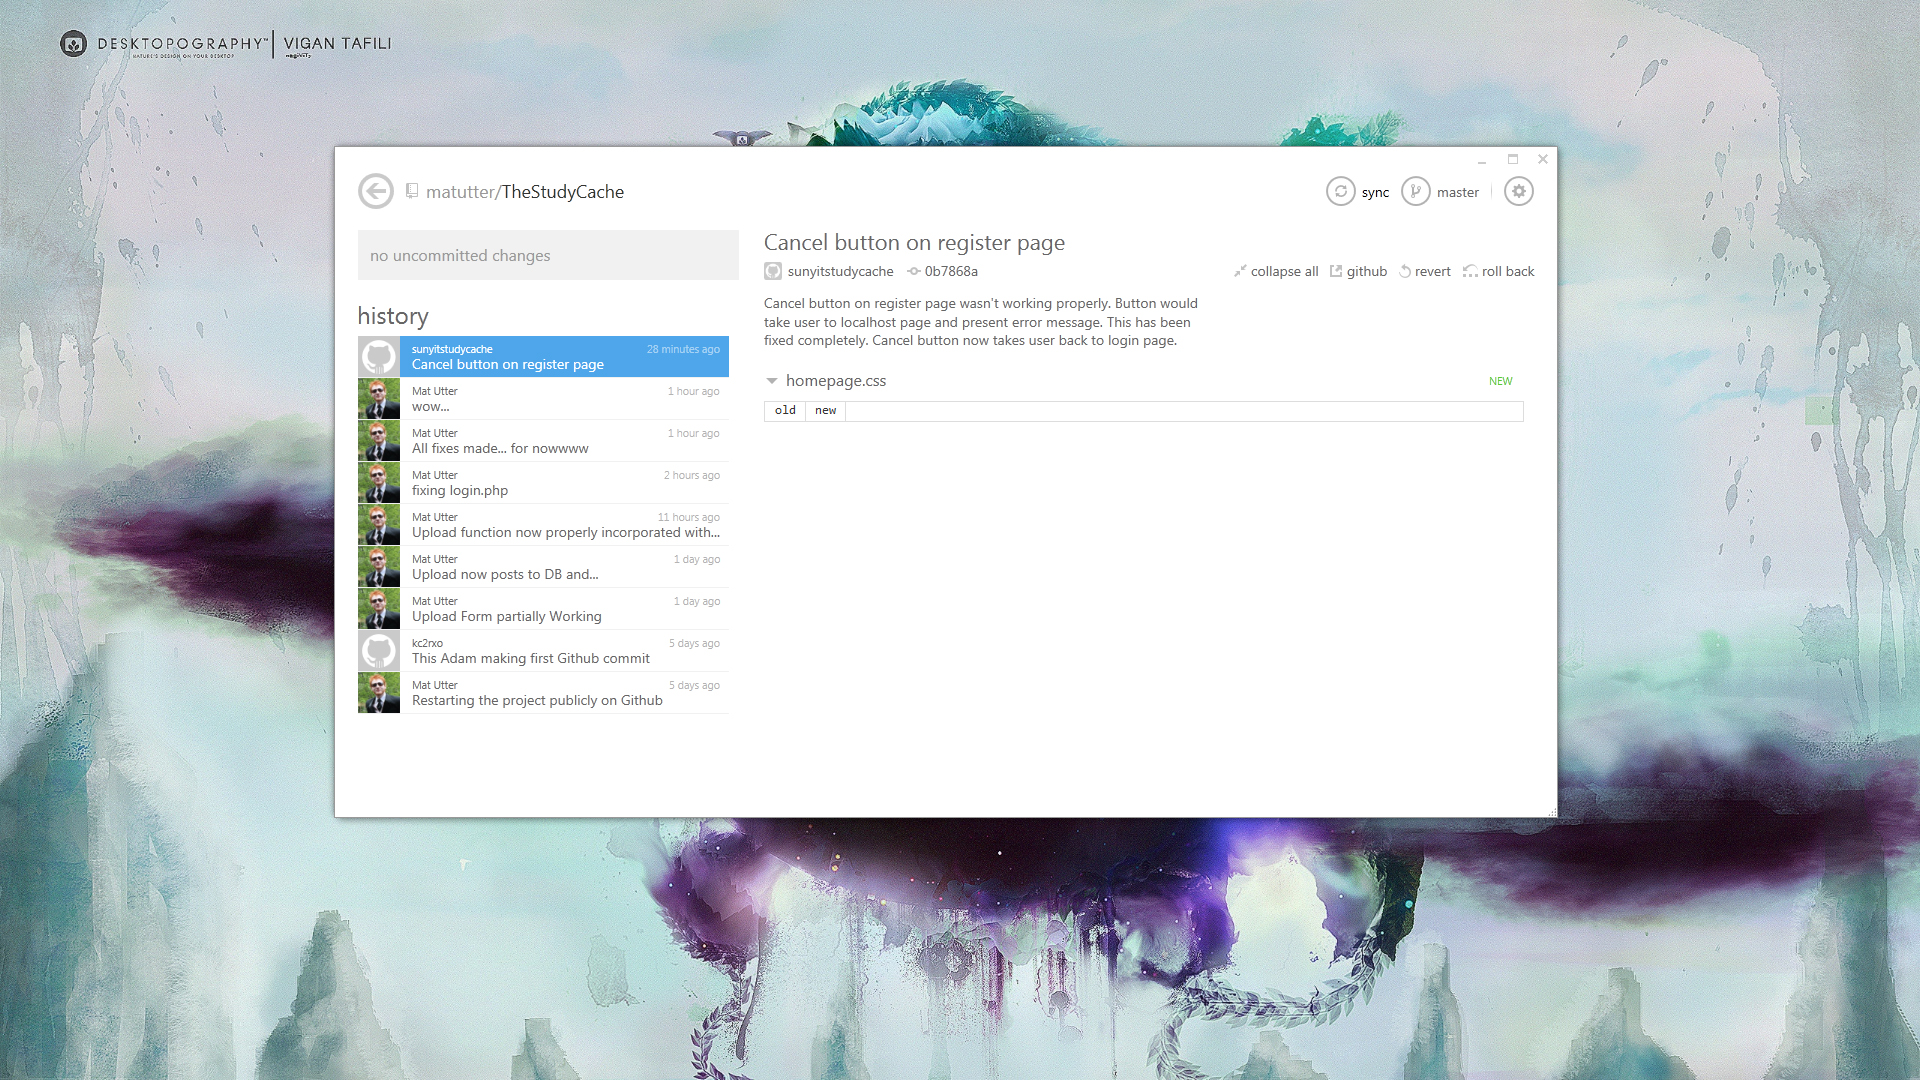 DESKTOPOGRAPHY™ | VIGAN TAFILI
NATURE'S DESIGN ON YOUR DESKTOP
matutter/TheStudyCache
sync
master
no uncommitted changes
history
sunyitstudycache 28 minutes ago
Cancel button on register page
Mat Utter 1 hour ago
wow...
Mat Utter 1 hour ago
All fixes made... for nowwww
Mat Utter 2 hours ago
fixing login.php
Mat Utter 11 hours ago
Upload function now properly incorporated with...
Mat Utter 1 day ago
Upload now posts to DB and...
Mat Utter 1 day ago
Upload Form partially Working
kc2rxo 5 days ago
This Adam making first Github commit
Mat Utter 5 days ago
Restarting the project publicly on Github
Cancel button on register page
sunyitstudycache 0b7868a
collapse all github revert roll back
Cancel button on register page wasn't working properly. Button would
take user to localhost page and present error message. This has been
fixed completely. Cancel button now takes user back to login page.
homepage.css NEW
old new